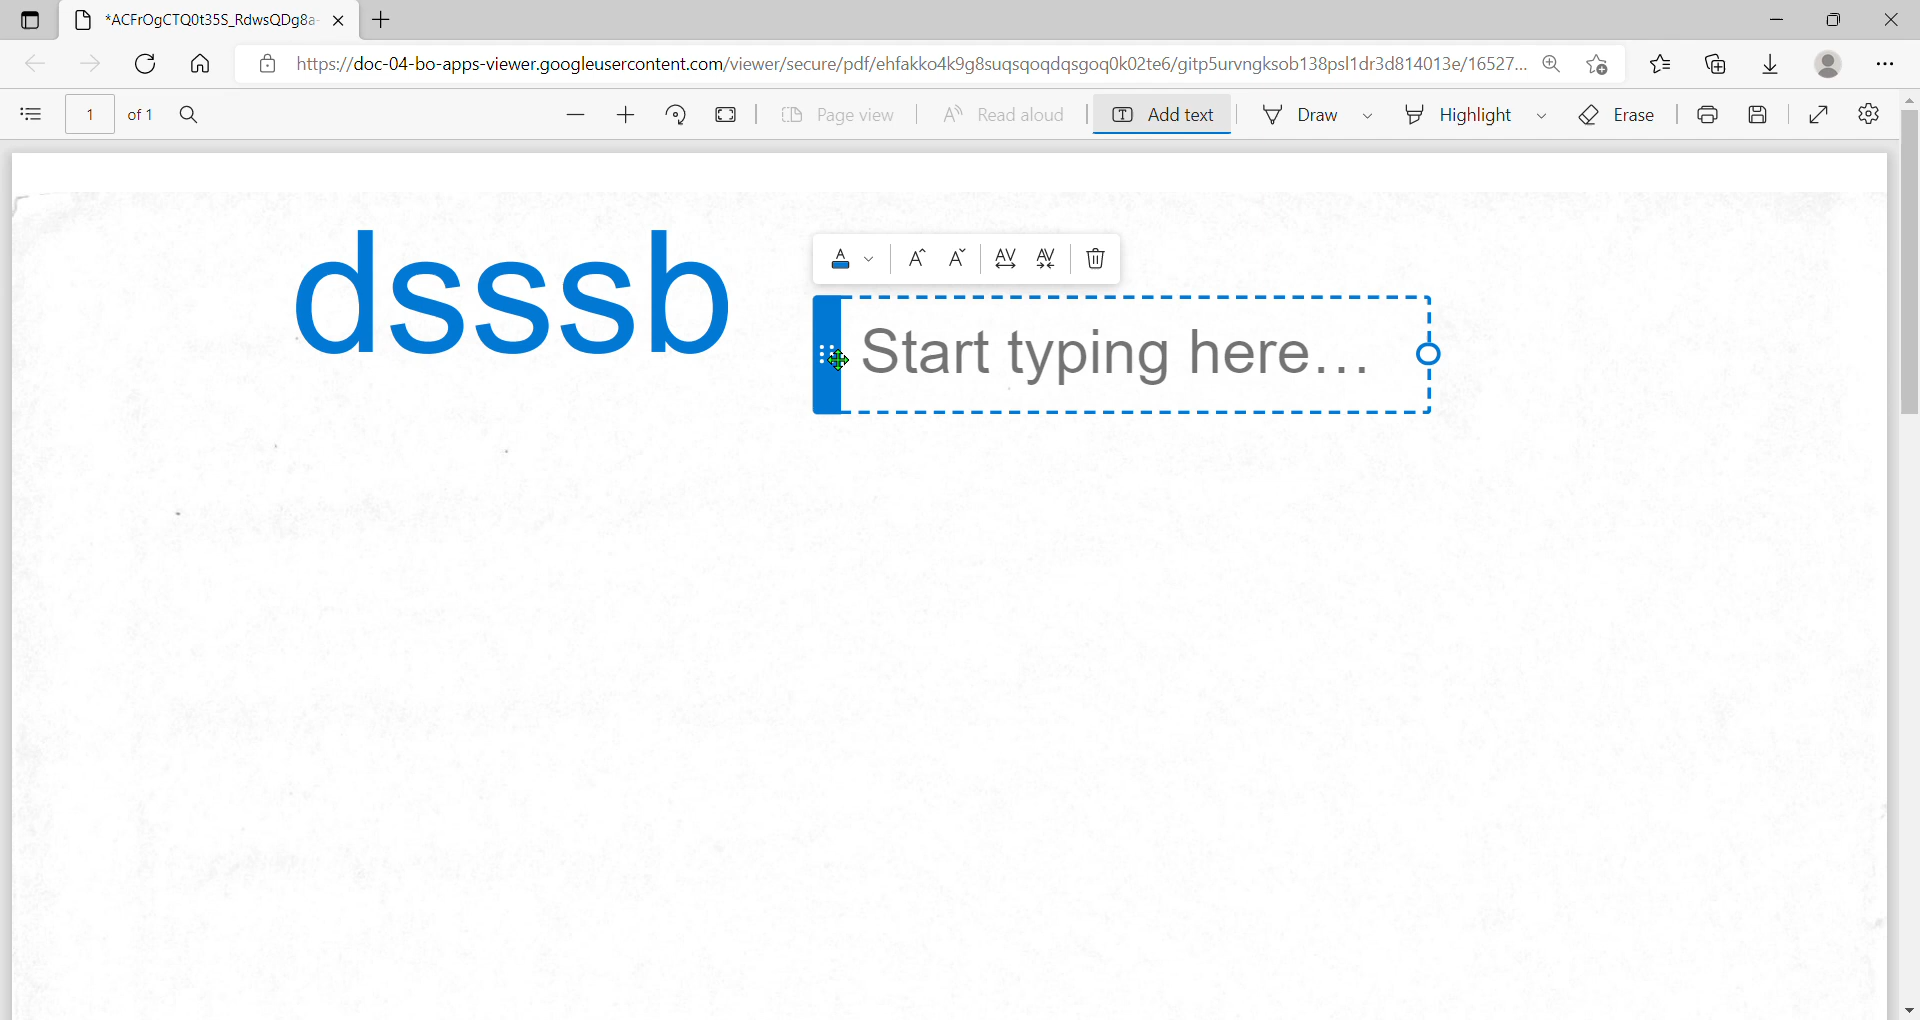 *ACFrOgCTQ0t35S_RdwsQDg8a-
https://doc-04-bo-apps-viewer.googleusercontent.com/viewer/secure/pdf/ehfakko4k9g8suqsqoqdqsgoq0k02te6/gitp5urvngksob138psl1dr3d814013e/16527...
1 of 1 Page view Read aloud Add text Draw Highlight Erase
dsssb
Start typing here...